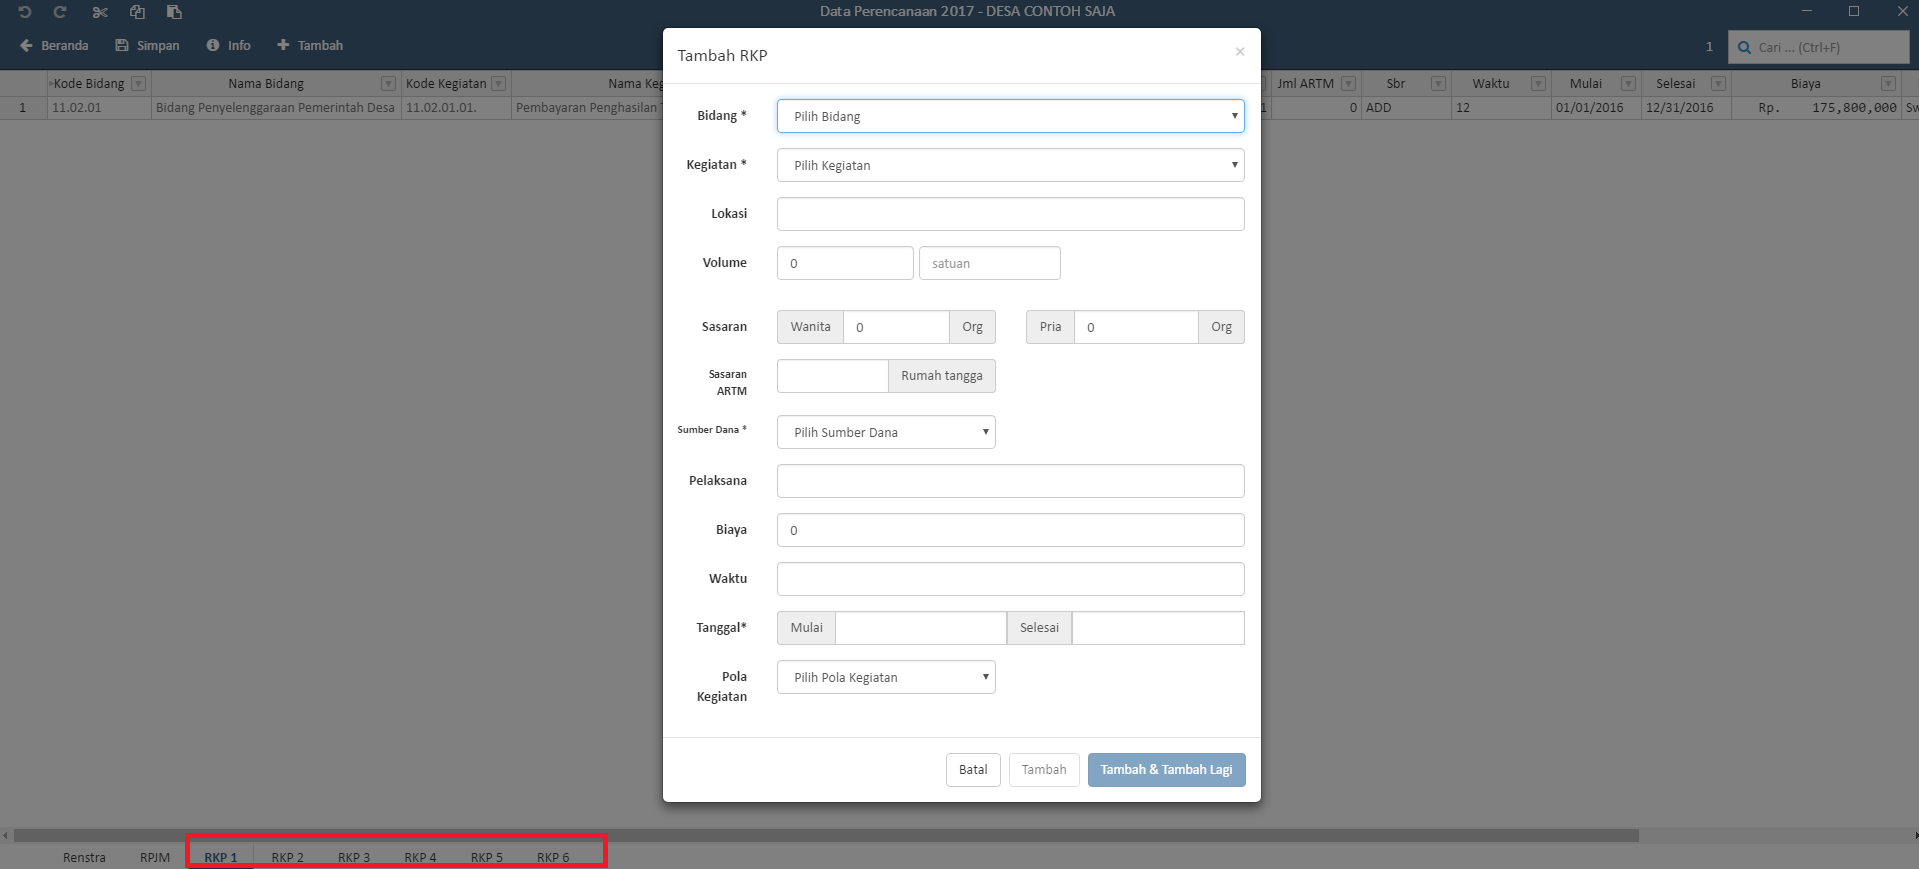 Data Perencanaan 2017 - DESA CONTOH SAJA
Beranda Simpan Info Tambah
1 Cari ... (Ctrl+F)
Kode Bidang Nama Bidang Kode Kegiatan Nama Keg Jml ARTM Sbr Waktu Mulai Selesai Biaya
1 11.02.01 Bidang Penyelenggaraan Pemerintah Desa 11.02.01.01. Pembayaran Penghasilan 1 0 ADD 12 01/01/2016 12/31/2016 Rp. 175,800,000 Sw
Tambah RKP ×
Bidang * Pilih Bidang
Kegiatan * Pilih Kegiatan
Lokasi
Volume 0 satuan
Sasaran Wanita 0 Org Pria 0 Org
Sasaran
ARTM Rumah tangga
Sumber Dana * Pilih Sumber Dana
Pelaksana
Biaya 0
Waktu
Tanggal* Mulai Selesai
Pola
Kegiatan Pilih Pola Kegiatan
Batal Tambah Tambah & Tambah Lagi
Renstra RPJM RKP 1 RKP 2 RKP 3 RKP 4 RKP 5 RKP 6